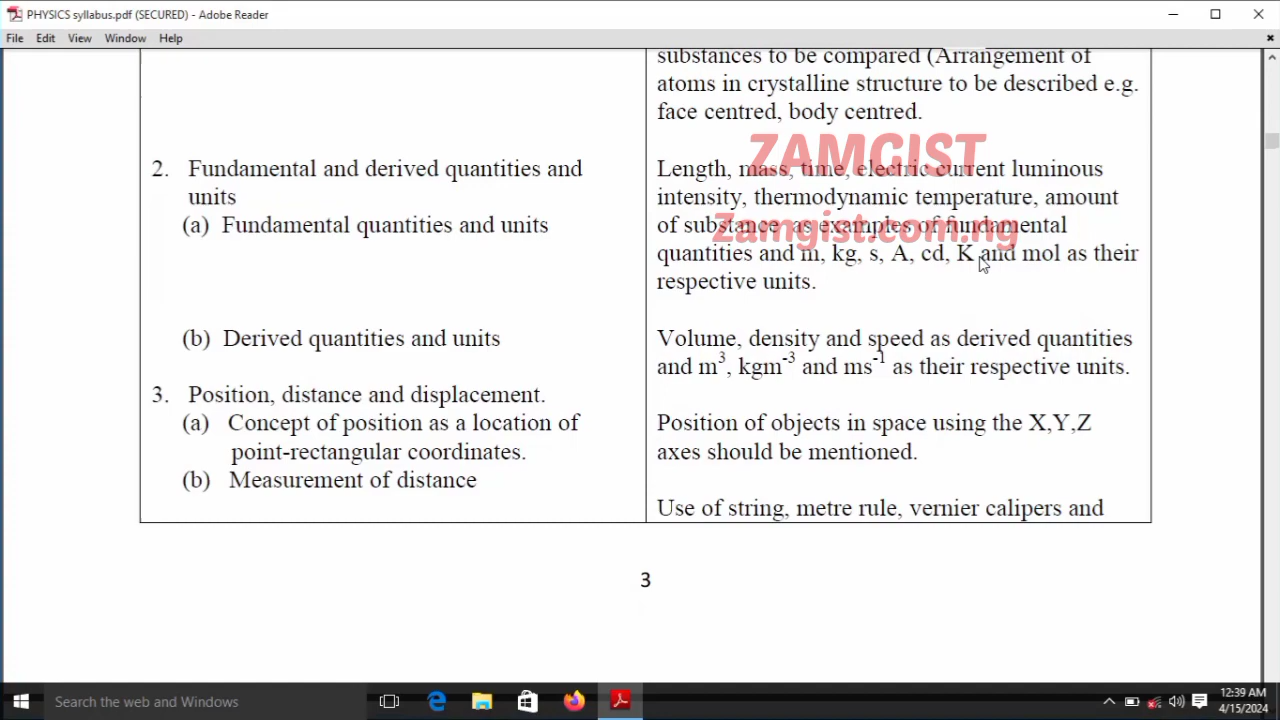 PHYSICS syllabus.pdf (SECURED) - Adobe Reader
File Edit View Window Help
substances to be compared (Arrangement of
atoms in crystalline structure to be described e.g.
face centred, body centred.
ZAMGIST
Zamgist.com.ng
2. Fundamental and derived quantities and
units
(a) Fundamental quantities and units
Length, mass, time, electric current luminous
intensity, thermodynamic temperature, amount
of substance as examples of fundamental
quantities and m, kg, s, A, cd, K and mol as their
respective units.
(b) Derived quantities and units
Volume, density and speed as derived quantities
and m³, kgm⁻³ and ms⁻¹ as their respective units.
3. Position, distance and displacement.
(a) Concept of position as a location of
point-rectangular coordinates.
Position of objects in space using the X,Y,Z
axes should be mentioned.
(b) Measurement of distance
Use of string, metre rule, vernier calipers and
3
Search the web and Windows
12:39 AM
4/15/2024